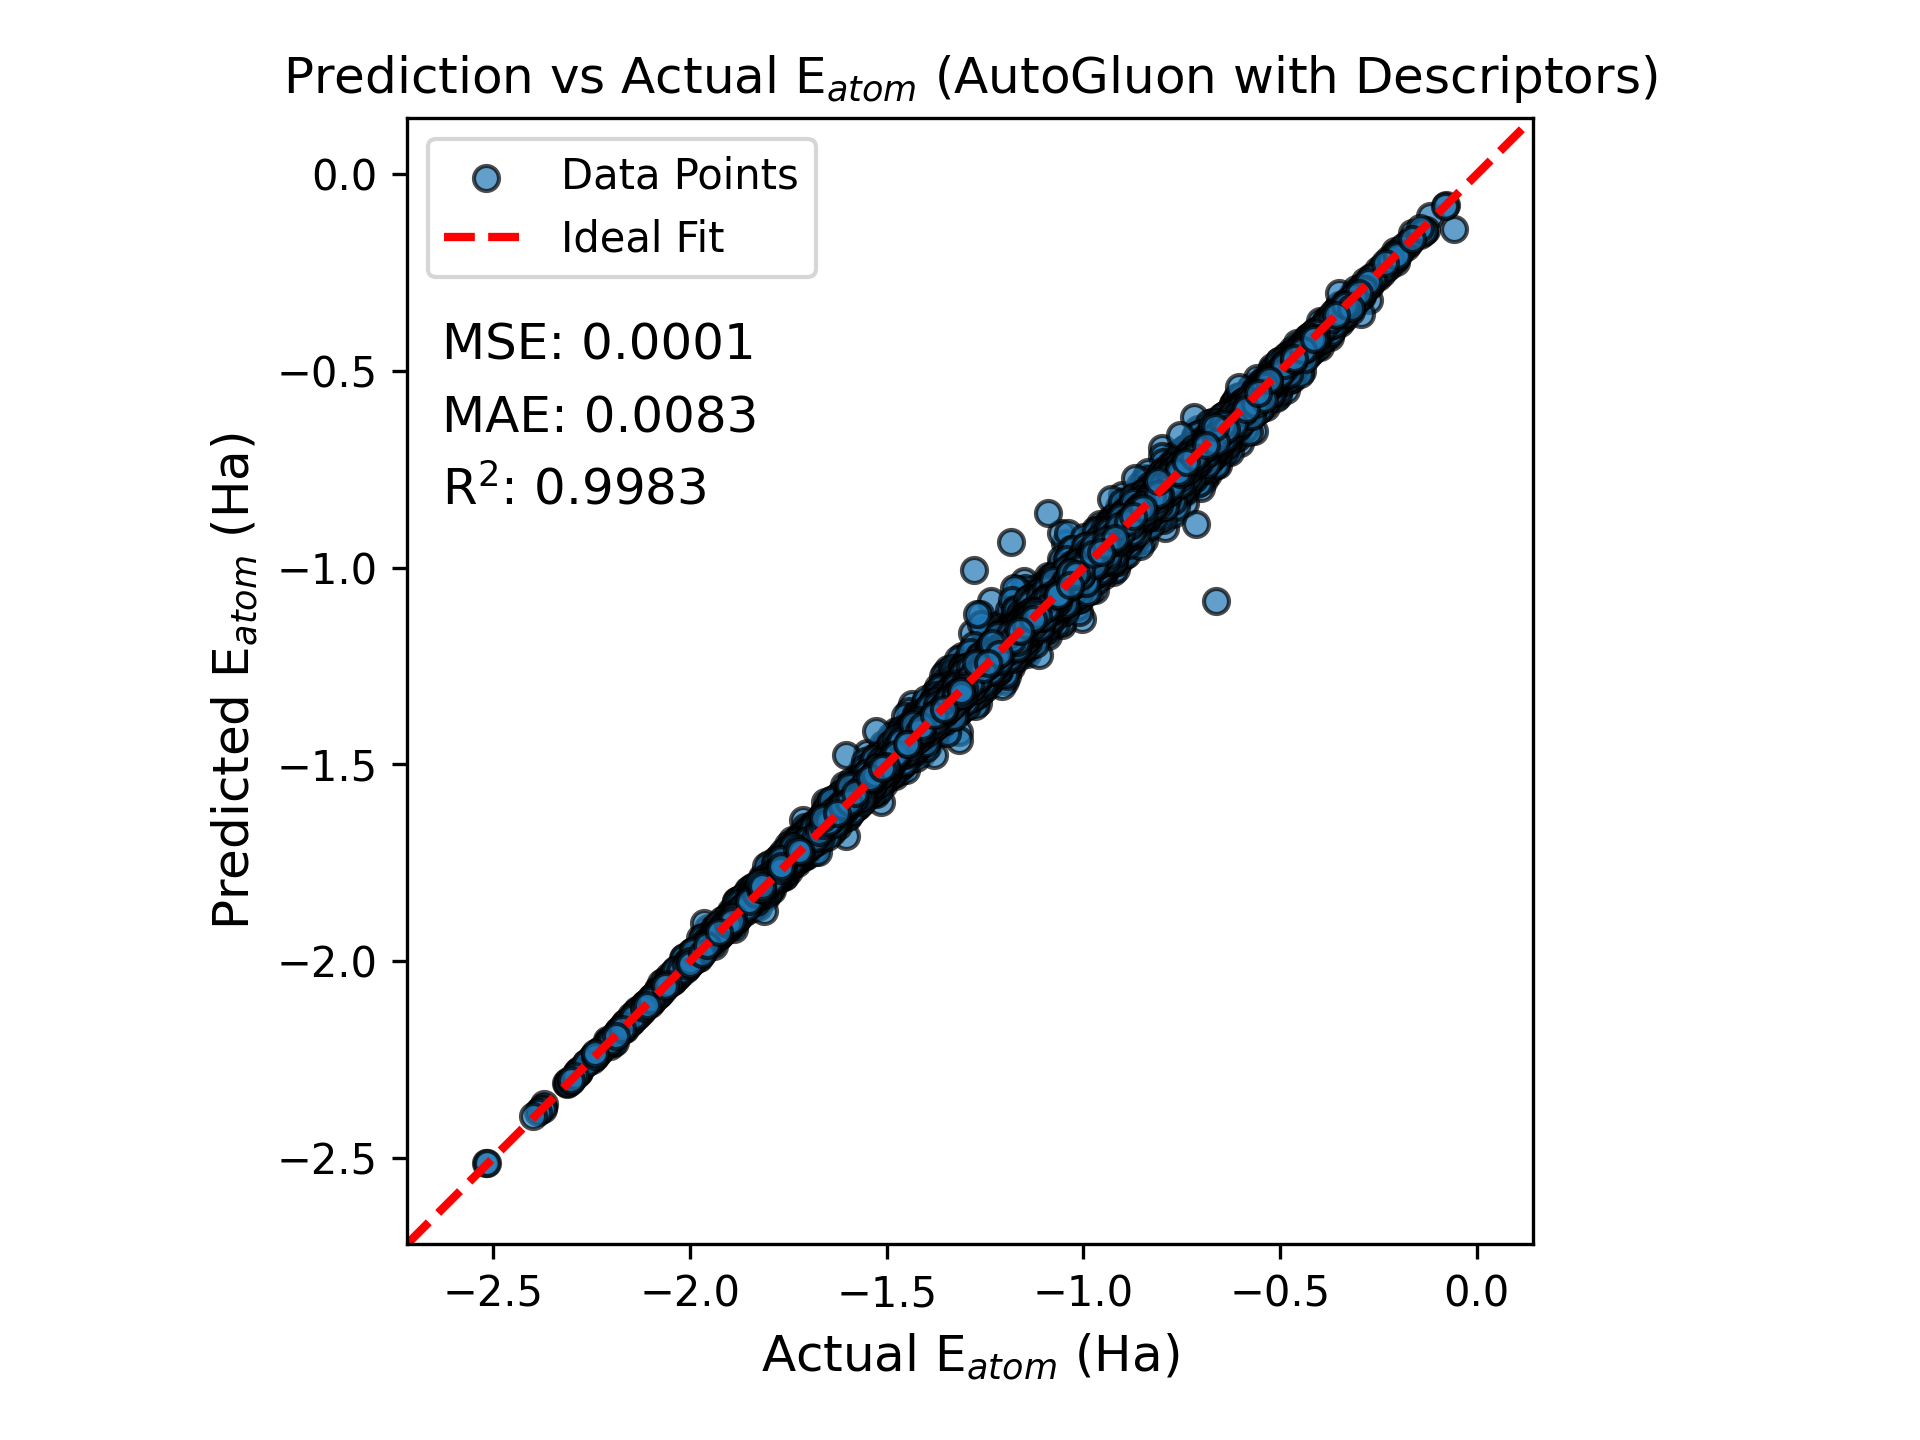 Prediction vs Actual E_atom (AutoGluon with Descriptors)
Data Points
Ideal Fit
MSE: 0.0001
MAE: 0.0083
R²: 0.9983
0.0
−0.5
−1.0
−1.5
−2.0
−2.5
Predicted E_atom (Ha)
−2.5 −2.0 −1.5 −1.0 −0.5 0.0
Actual E_atom (Ha)